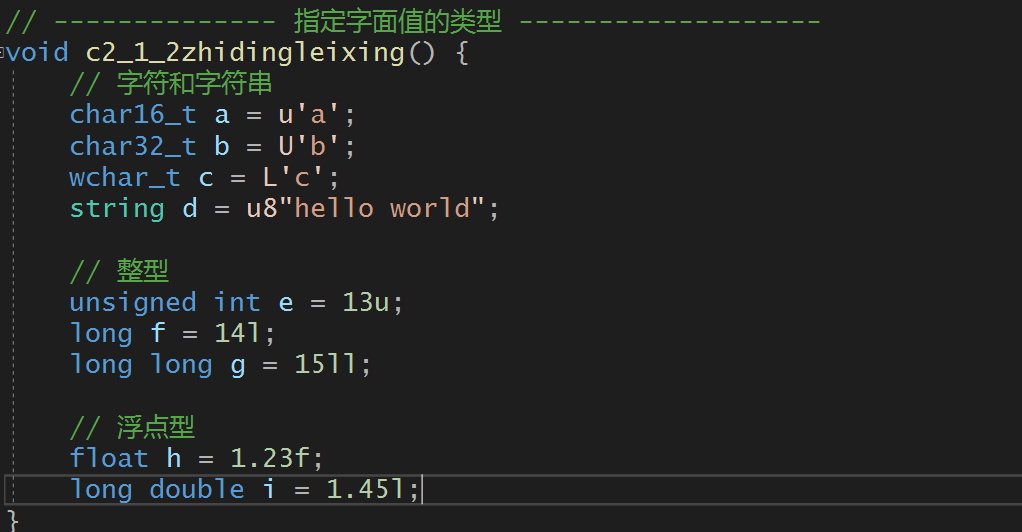 // -------------- 指定字面值的类型 -------------------
void c2_1_2zhidingleixing() {
// 字符和字符串
char16_t a = u'a';
char32_t b = U'b';
wchar_t c = L'c';
string d = u8"hello world";
// 整型
unsigned int e = 13u;
long f = 14l;
long long g = 15ll;
// 浮点型
float h = 1.23f;
long double i = 1.45l;
}